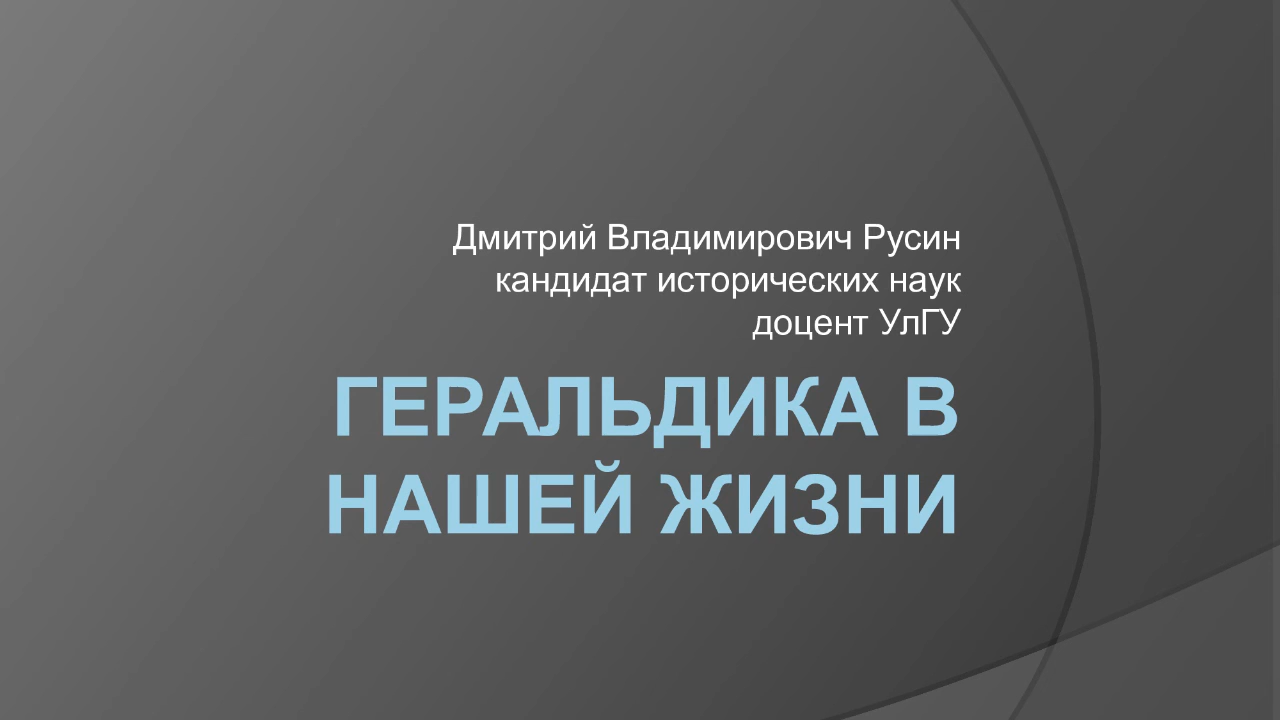 Дмитрий Владимирович Русин
кандидат исторических наук
доцент УлГУ
ГЕРАЛЬДИКА В
НАШЕЙ ЖИЗНИ